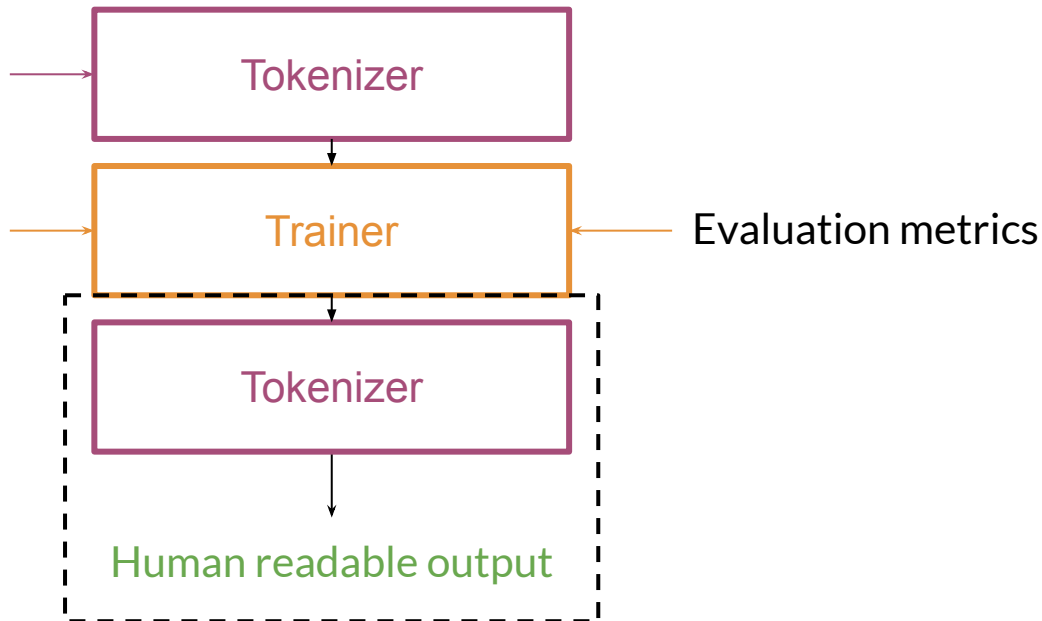 Tokenizer
Trainer
Evaluation metrics
Tokenizer
Human readable output